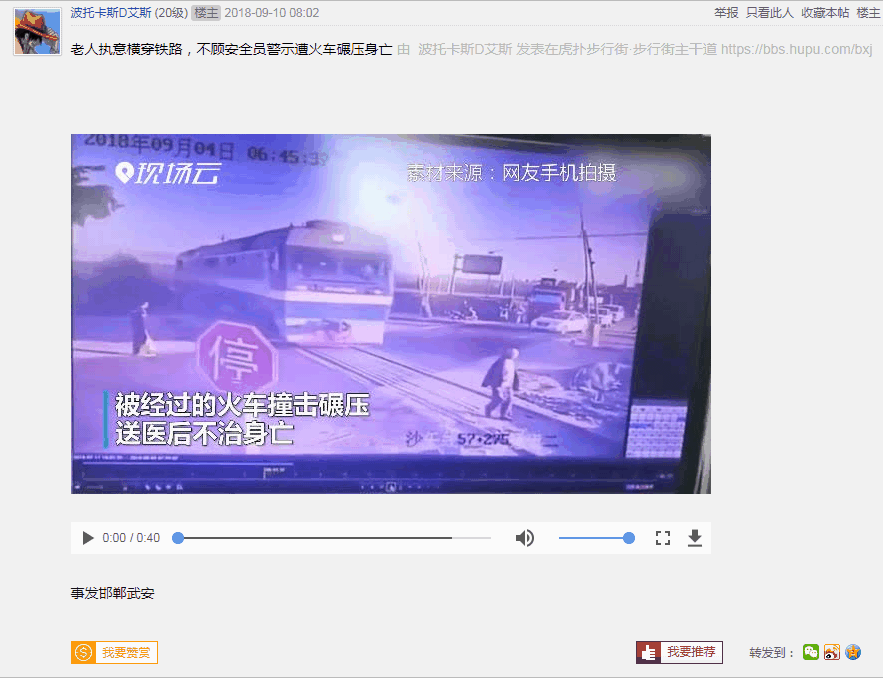 波托卡斯D艾斯 (20级) 楼主 2018-09-10 08:02 举报 只看此人 收藏本帖 楼主
老人执意横穿铁路，不顾安全员警示遭火车碾压身亡 由 波托卡斯D艾斯 发表在虎扑步行街·步行街主干道 https://bbs.hupu.com/bxj
2018年09月04日 06:45:39
现场云 素材来源：网友手机拍摄
停
被经过的火车撞击碾压
送医后不治身亡
57+295
0:00 / 0:40
事发邯郸武安
我要赞赏 我要推荐 转发到：